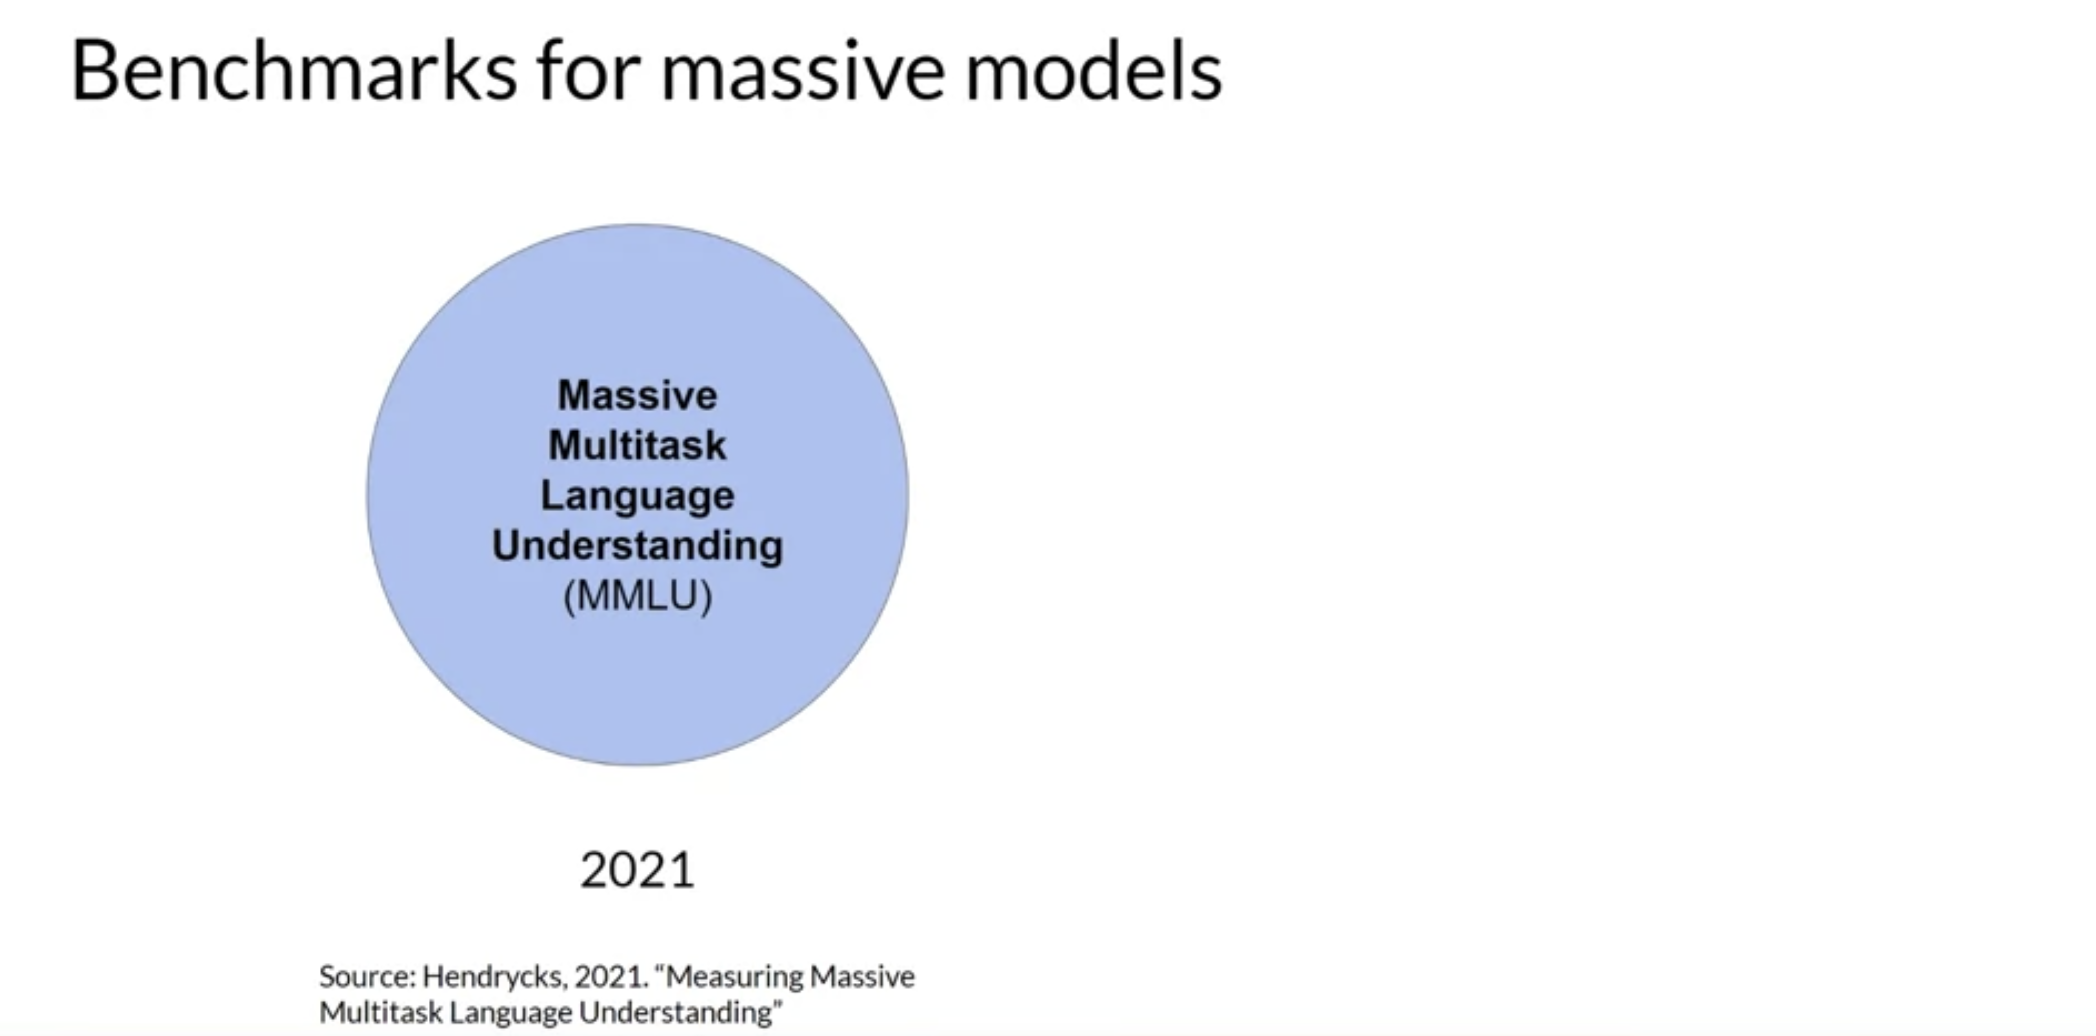 Benchmarks for massive models
Massive
Multitask
Language
Understanding
(MMLU)
2021
Source: Hendrycks, 2021. “Measuring Massive
Multitask Language Understanding”